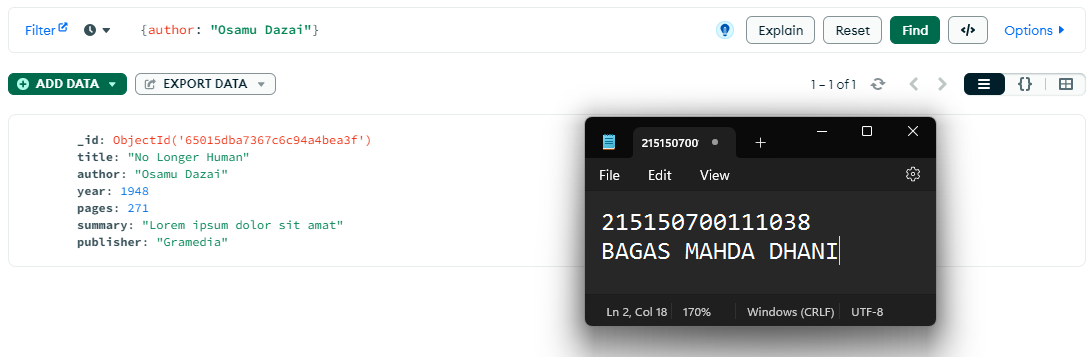 Filter {author: "Osamu Dazai"} Explain Reset Find </> Options
ADD DATA EXPORT DATA 1 – 1 of 1 {}
_id: ObjectId('65015dba7367c6c94a4bea3f')
title: "No Longer Human"
author: "Osamu Dazai"
year: 1948
pages: 271
summary: "Lorem ipsum dolor sit amat"
publisher: "Gramedia"
215150700
File Edit View
215150700111038
BAGAS MAHDA DHANI
Ln 2, Col 18 170% Windows (CRLF) UTF-8